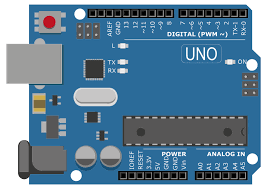 AREF
GND
13
12
~11
~10
~9
8
7
~6
~5
4
~3
2
TX→1
RX←0
DIGITAL (PWM ~)
TX
RX
UNO
ON
IOREF
RESET
3.3V
5V
GND
GND
Vin
POWER
A0
A1
A2
A3
A4
A5
ANALOG IN